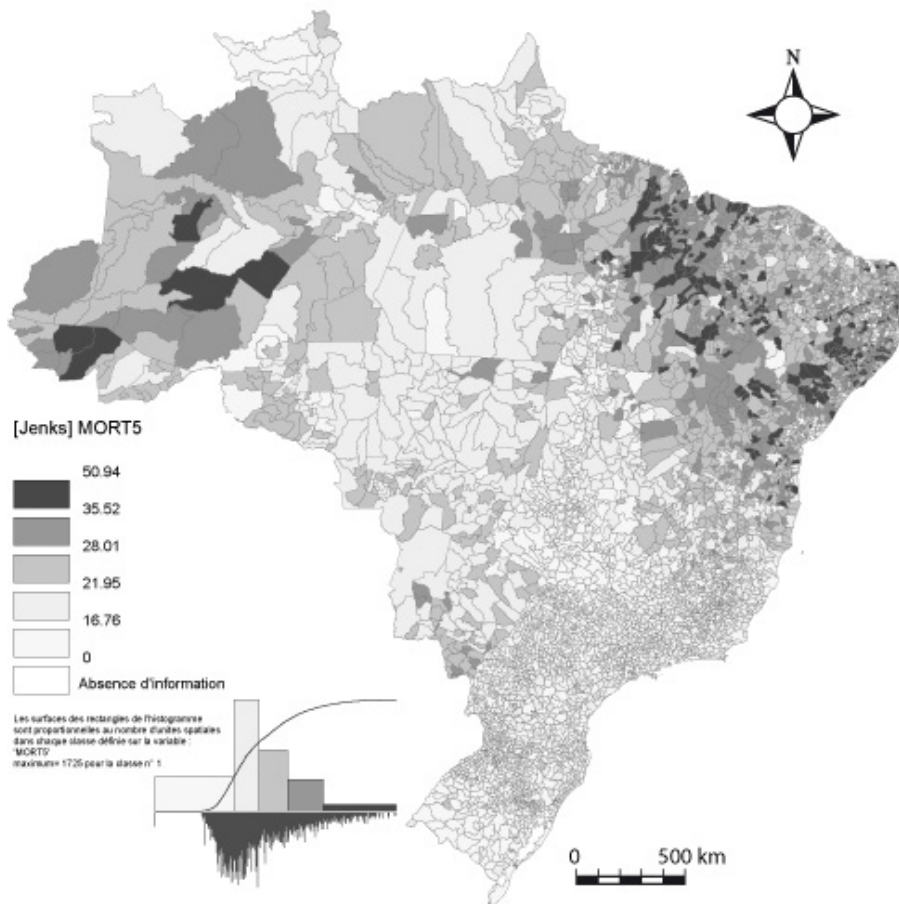 N
[Jenks] MORT5
50.94
35.52
28.01
21.95
16.76
0
Absence d'information
Les surfaces des rectangles de l'histogramme
sont proportionnelles au nombre d'unites spatiales
dans chaque classe définie sur la variable :
'MORT5'
maximum= 1725 pour la classe n° 1
0 500 km